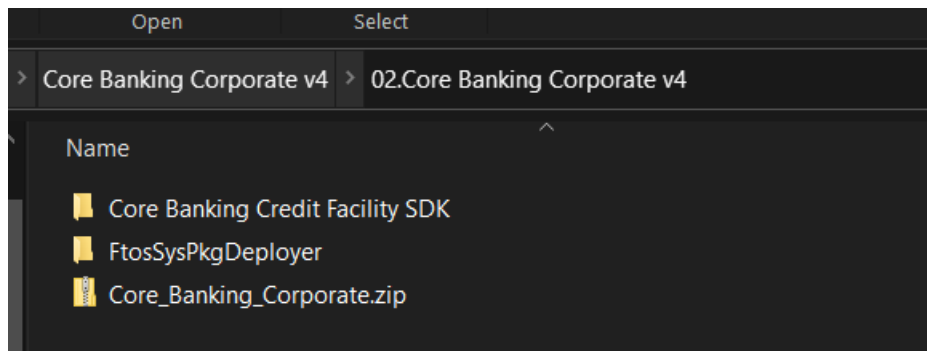 Open Select
Core Banking Corporate v4 > 02.Core Banking Corporate v4
Name
Core Banking Credit Facility SDK
FtosSysPkgDeployer
Core_Banking_Corporate.zip